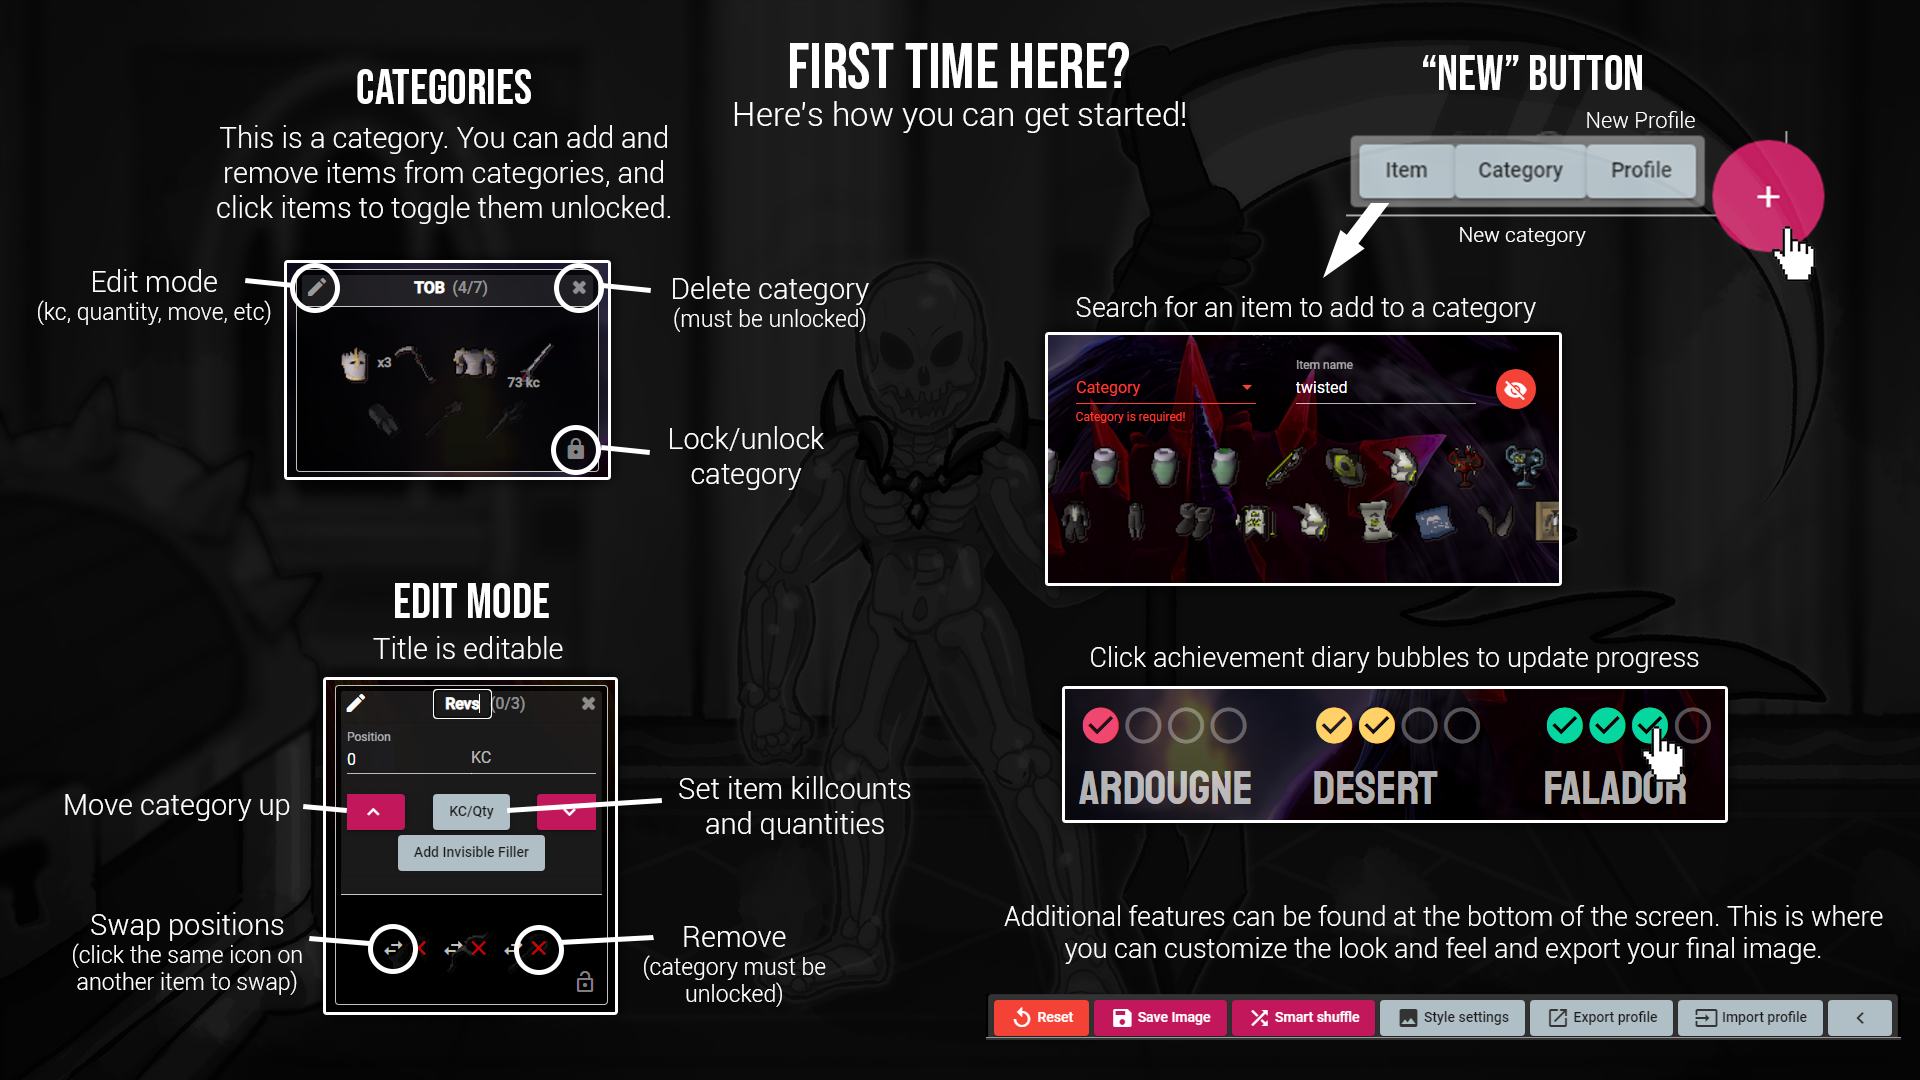 FIRST TIME HERE?
Here's how you can get started!
CATEGORIES
This is a category. You can add and
remove items from categories, and
click items to toggle them unlocked.
Edit mode
(kc, quantity, move, etc)
TOB (4/7)
x3
73 kc
Delete category
(must be unlocked)
Lock/unlock
category
EDIT MODE
Title is editable
Revs (0/3)
Position
0
KC
KC/Qty
Add Invisible Filler
Move category up
Set item killcounts
and quantities
Swap positions
(click the same icon on
another item to swap)
Remove
(category must be
unlocked)
“NEW” BUTTON
New Profile
Item Category Profile
+
New category
Search for an item to add to a category
Category
Category is required!
Item name
twisted
Click achievement diary bubbles to update progress
ARDOUGNE DESERT FALADOR
Additional features can be found at the bottom of the screen. This is where
you can customize the look and feel and export your final image.
Reset Save Image Smart shuffle Style settings Export profile Import profile